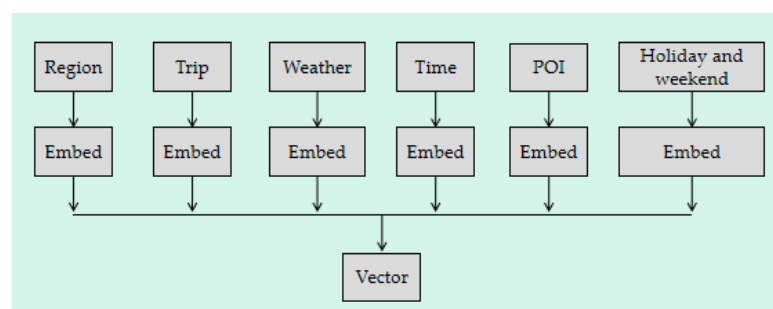 Region
Trip
Weather
Time
POI
Holiday and
weekend
Embed
Embed
Embed
Embed
Embed
Embed
Vector